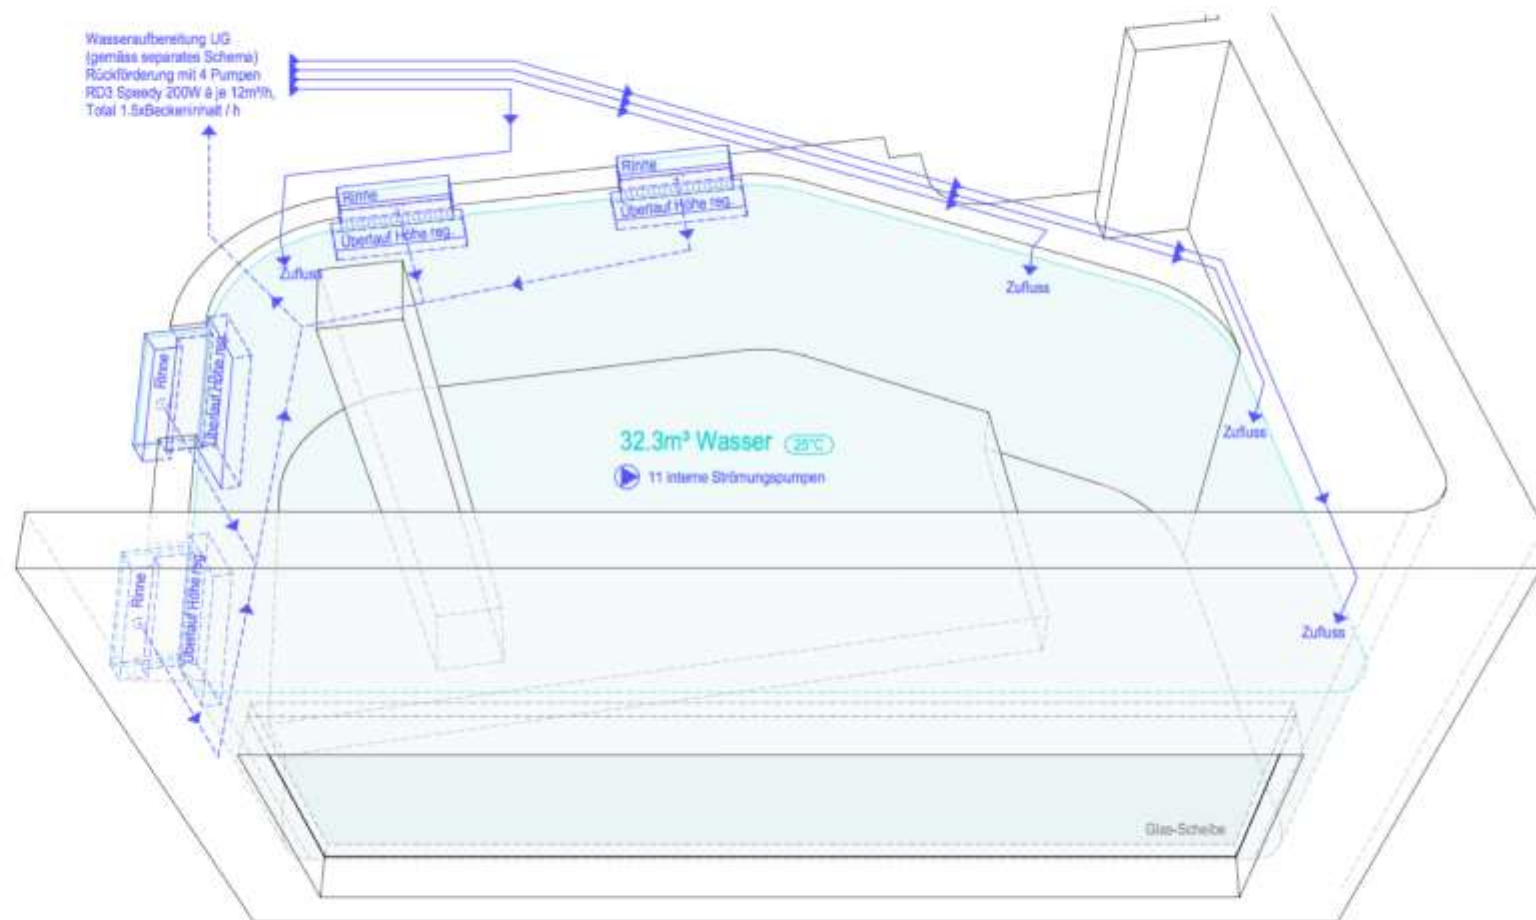 Wasseraufbereitung UG
(gemäss separates Schema)
Rückförderung mit 4 Pumpen
RD3 Speedy 200W à je 12m³/h,
Total 1.5xBeckeninhalt / h
Rinne
Überlauf Höhe reg.
Rinne
Überlauf Höhe reg.
Zufluss
Zufluss
Rinne
Überlauf Höhe reg.
Zufluss
32.3m³ Wasser 25°C
11 interne Strömungspumpen
Rinne
Überlauf Höhe reg.
Zufluss
Glas-Scheibe